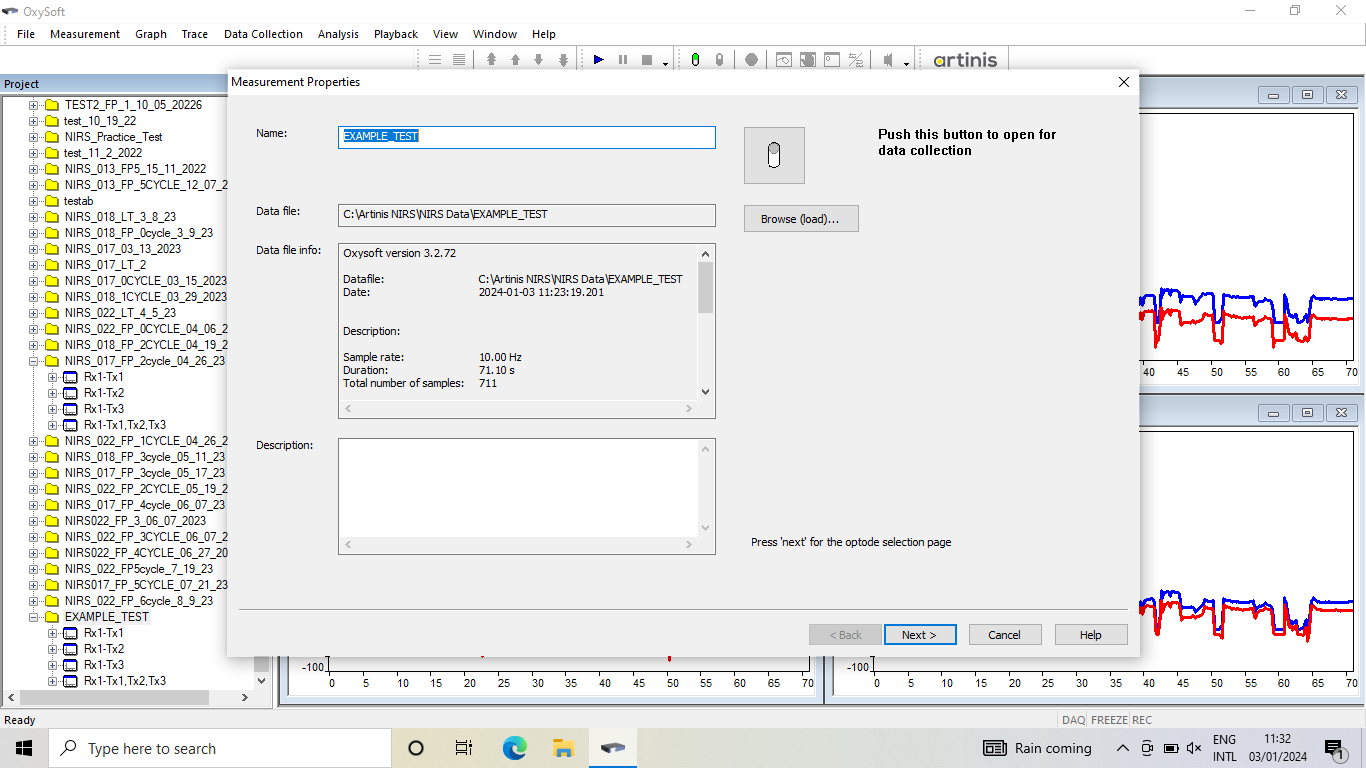 OxySoft
File Measurement Graph Trace Data Collection Analysis Playback View Window Help
artinis
Project
TEST2_FP_1_10_05_20226
test_10_19_22
NIRS_Practice_Test
test_11_2_2022
NIRS_013_FP5_15_11_2022
NIRS_013_FP_5CYCLE_12_07_2
testab
NIRS_018_LT_3_8_23
NIRS_018_FP_0cycle_3_9_23
NIRS_017_03_13_2023
NIRS_017_LT_2
NIRS_017_0CYCLE_03_15_2023
NIRS_018_1CYCLE_03_29_2023
NIRS_022_LT_4_5_23
NIRS_022_FP_0CYCLE_04_06_2
NIRS_018_FP_2CYCLE_04_19_2
NIRS_017_FP_2cycle_04_26_23
Rx1-Tx1
Rx1-Tx2
Rx1-Tx3
Rx1-Tx1,Tx2,Tx3
NIRS_022_FP_1CYCLE_04_26_2
NIRS_018_FP_3cycle_05_11_23
NIRS_017_FP_3cycle_05_17_23
NIRS_022_FP_2CYCLE_05_19_2
NIRS_017_FP_4cycle_06_07_23
NIRS022_FP_3_06_07_2023
NIRS_022_FP_3CYCLE_06_07_2
NIRS022_FP_4CYCLE_06_27_20
NIRS_022_FP5cycle_7_19_23
NIRS017_FP_5CYCLE_07_21_23
NIRS_022_FP_6cycle_8_9_23
EXAMPLE_TEST
Rx1-Tx1
Rx1-Tx2
Rx1-Tx3
Rx1-Tx1,Tx2,Tx3
Measurement Properties
Name: EXAMPLE_TEST
Push this button to open for
data collection
Data file: C:\Artinis NIRS\NIRS Data\EXAMPLE_TEST
Browse (load)...
Data file info: Oxysoft version 3.2.72
Datafile: C:\Artinis NIRS\NIRS Data\EXAMPLE_TEST
Date: 2024-01-03 11:23:19.201
Description:
Sample rate: 10.00 Hz
Duration: 71.10 s
Total number of samples: 711
Description:
Press 'next' for the optode selection page
< Back Next > Cancel Help
40 45 50 55 60 65 70
-100
0 5 10 15 20 25 30 35 40 45 50 55 60 65 70
-100
0 5 10 15 20 25 30 35 40 45 50 55 60 65 70
Ready
DAQ FREEZE REC
Type here to search
Rain coming
ENG
INTL
11:32
03/01/2024
1